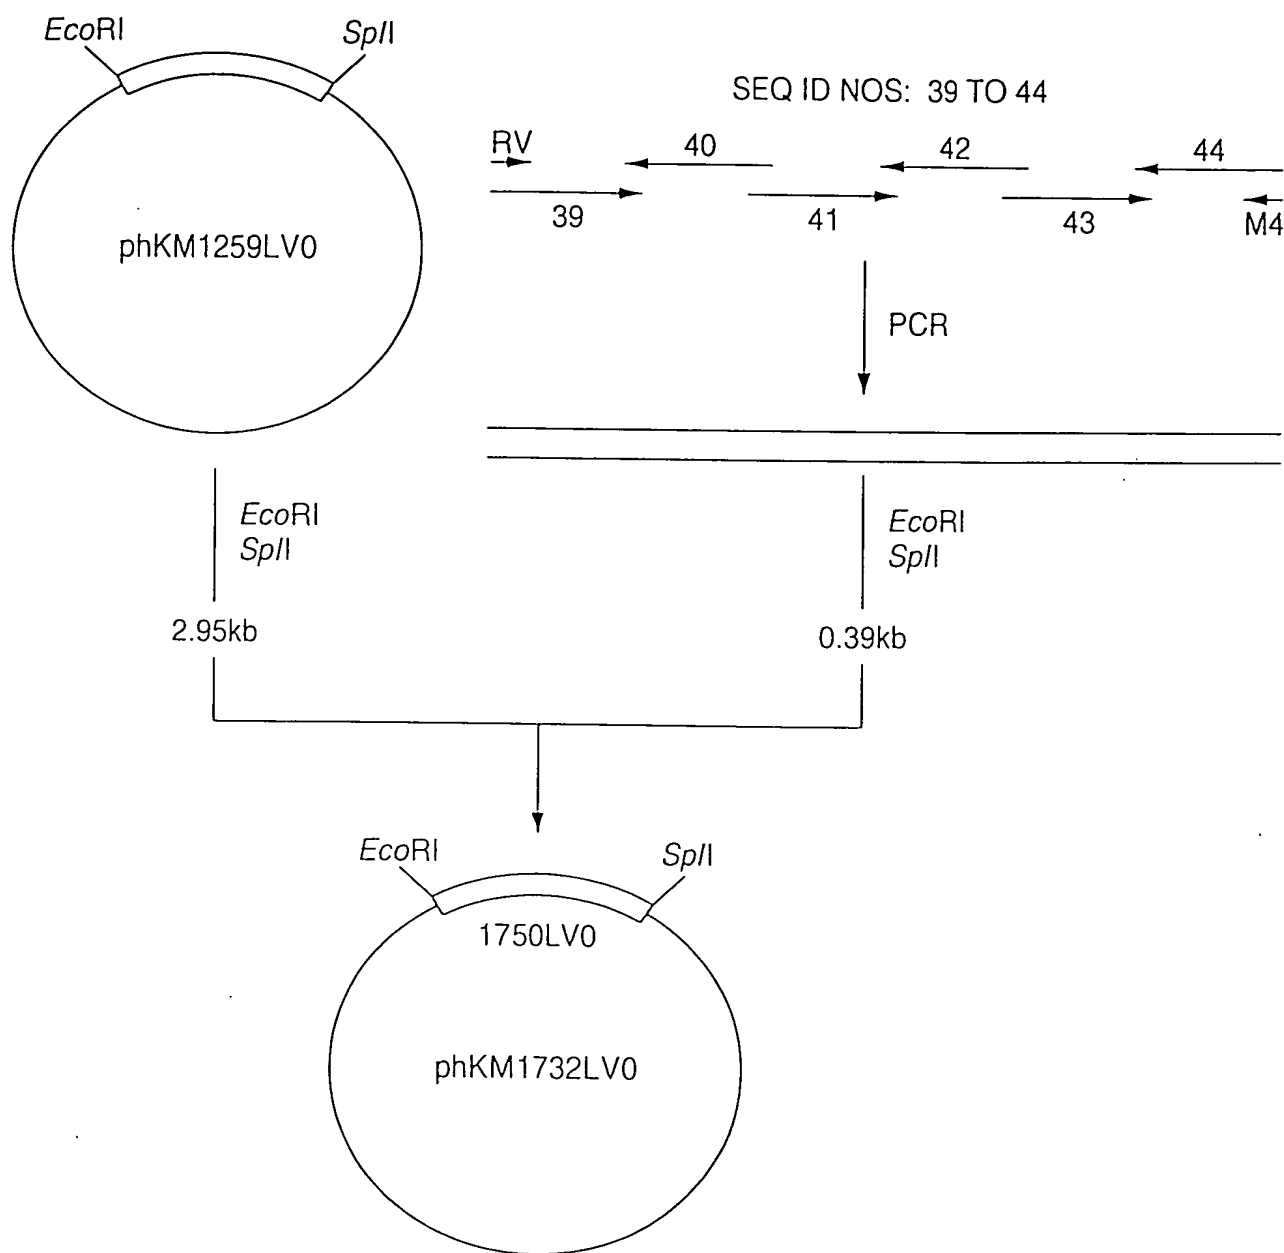 EcoRI
SplI
phKM1259LV0
SEQ ID NOS: 39 TO 44
RV
40
42
44
39
41
43
M4
PCR
EcoRI
SplI
2.95kb
EcoRI
SplI
0.39kb
EcoRI
SplI
1750LV0
phKM1732LV0